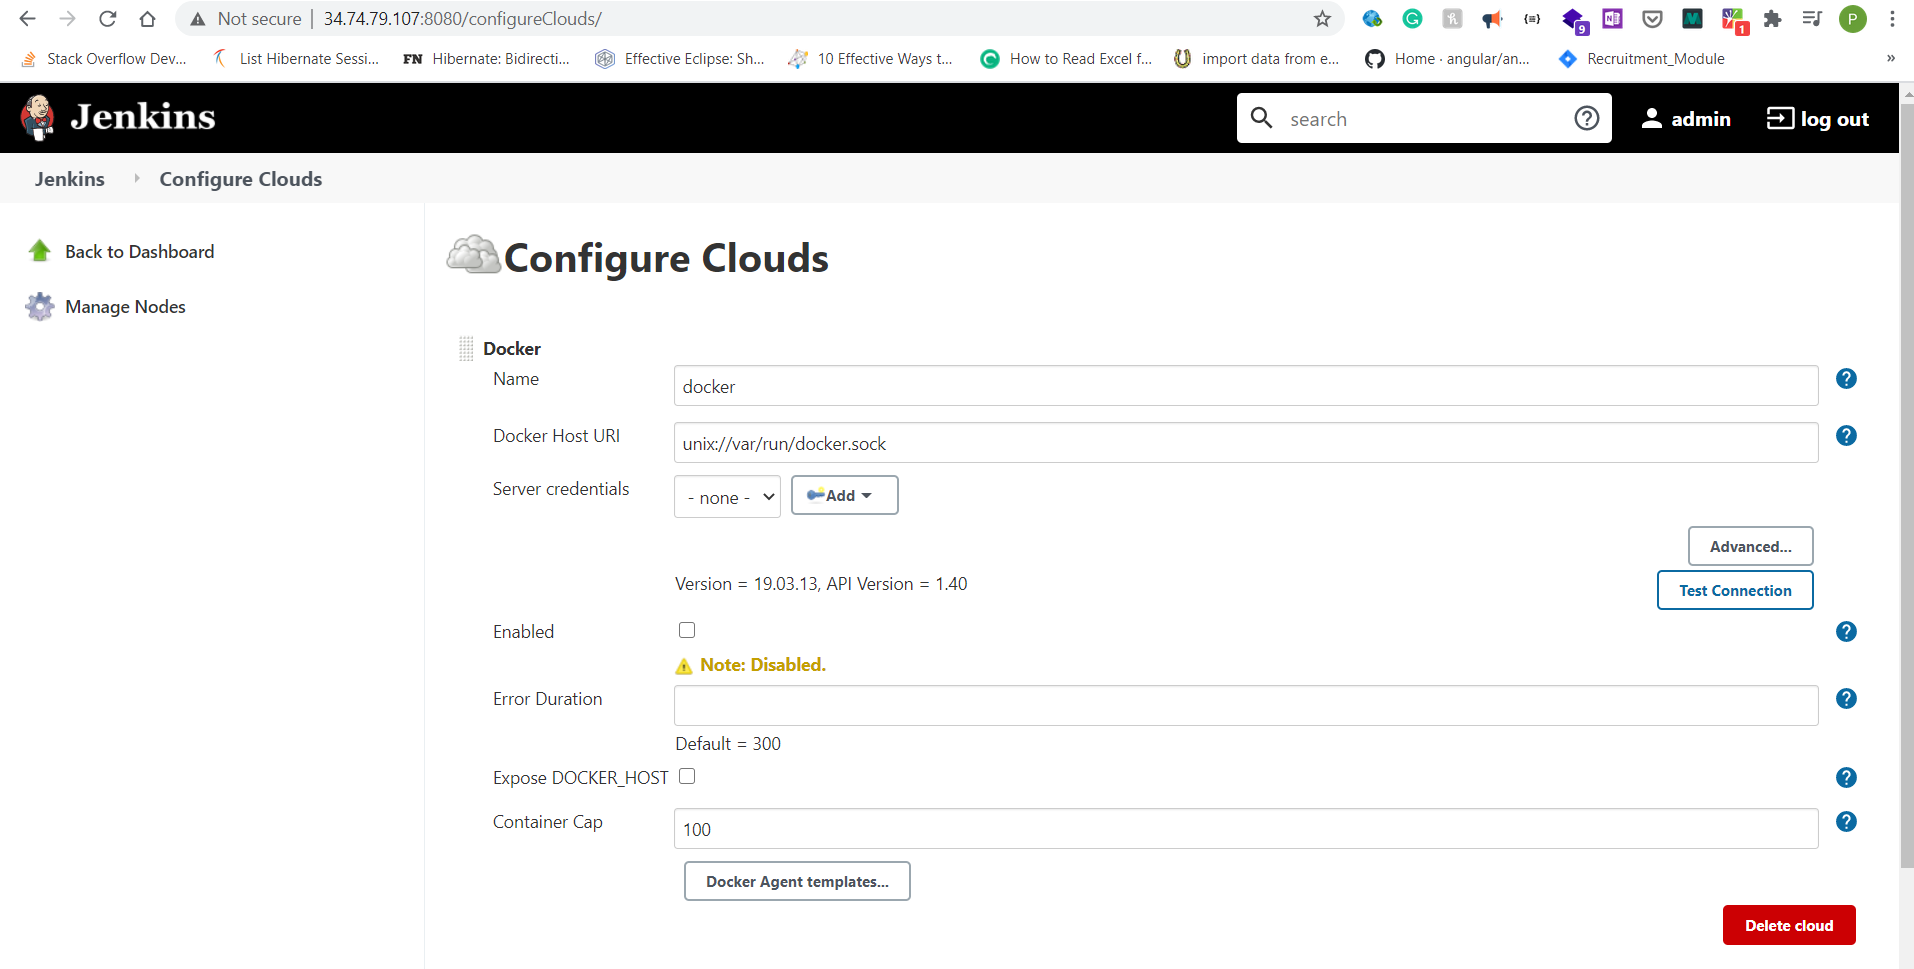 Not secure | 34.74.79.107:8080/configureClouds/
9
1
P
Stack Overflow Dev...
List Hibernate Sessi...
FN Hibernate: Bidirecti...
Effective Eclipse: Sh...
10 Effective Ways t...
How to Read Excel f...
import data from e...
Home · angular/an...
Recruitment_Module
»
Jenkins
search
admin
log out
Jenkins
Configure Clouds
Back to Dashboard
Manage Nodes
Configure Clouds
Docker
Name
docker
Docker Host URI
unix://var/run/docker.sock
Server credentials
- none -
Add
Advanced...
Version = 19.03.13, API Version = 1.40
Test Connection
Enabled
Note: Disabled.
Error Duration
Default = 300
Expose DOCKER_HOST
Container Cap
100
Docker Agent templates...
Delete cloud